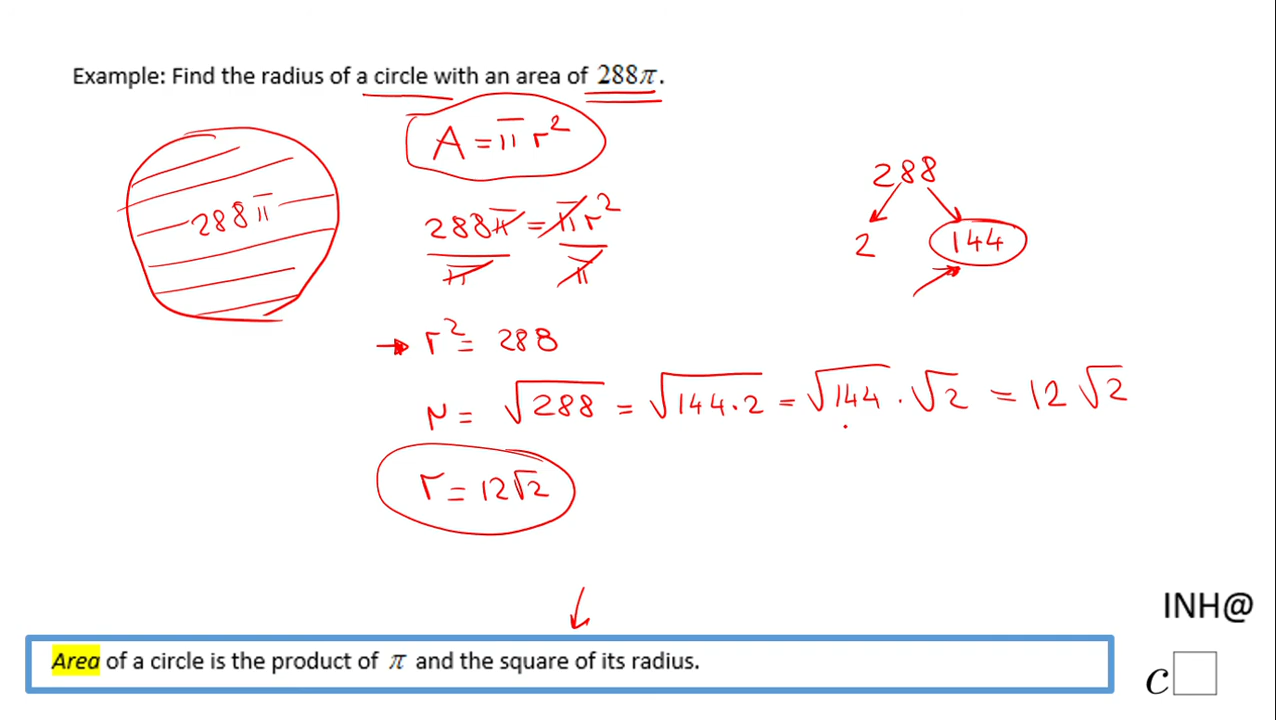 Example: Find the radius of a circle with an area of 288π.
A = π r²
288π
288π = πr²
π π
288
2 144
r² = 288
r = √288 = √144·2 = √144 · √2 = 12 √2
r = 12√2
INH@
Area of a circle is the product of π and the square of its radius.
c